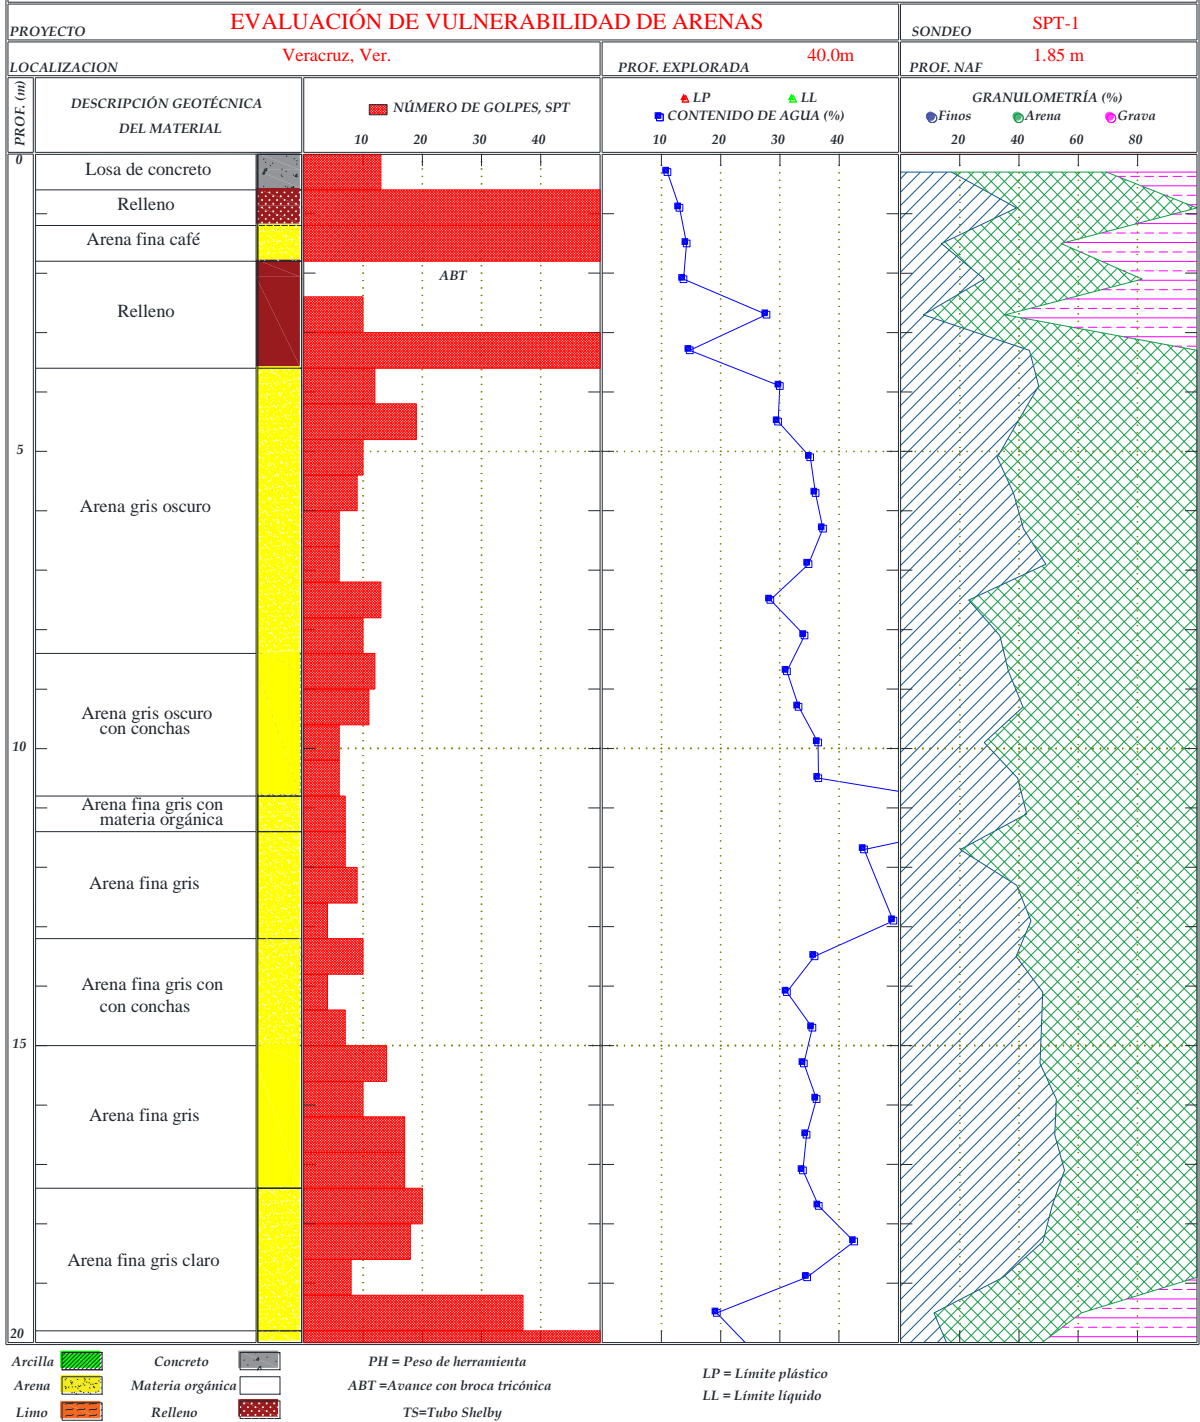 EVALUACIÓN DE VULNERABILIDAD DE ARENAS
PROYECTO
SPT-1
SONDEO
Veracruz, Ver.
LOCALIZACION
40.0m
PROF. EXPLORADA
1.85 m
PROF. NAF
PROF. (m)
DESCRIPCIÓN GEOTÉCNICA
DEL MATERIAL
NÚMERO DE GOLPES, SPT
10 20 30 40
LP LL
CONTENIDO DE AGUA (%)
10 20 30 40
GRANULOMETRÍA (%)
Finos Arena Grava
20 40 60 80
0
Losa de concreto
Relleno
Arena fina café
ABT
Relleno
5
Arena gris oscuro
Arena gris oscuro
con conchas
10
Arena fina gris con
materia orgánica
Arena fina gris
Arena fina gris con
con conchas
15
Arena fina gris
Arena fina gris claro
20
Arcilla Concreto PH = Peso de herramienta
LP = Límite plástico
Arena Materia orgánica ABT =Avance con broca tricónica
LL = Límite líquido
Limo Relleno TS=Tubo Shelby